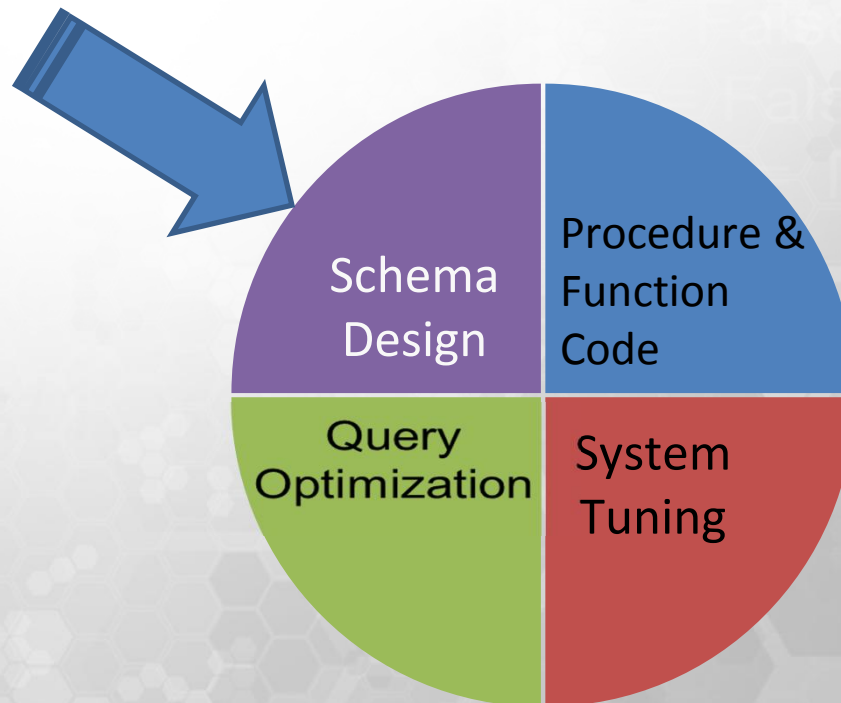 Schema
Design
Procedure &
Function
Code
Query
Optimization
System
Tuning